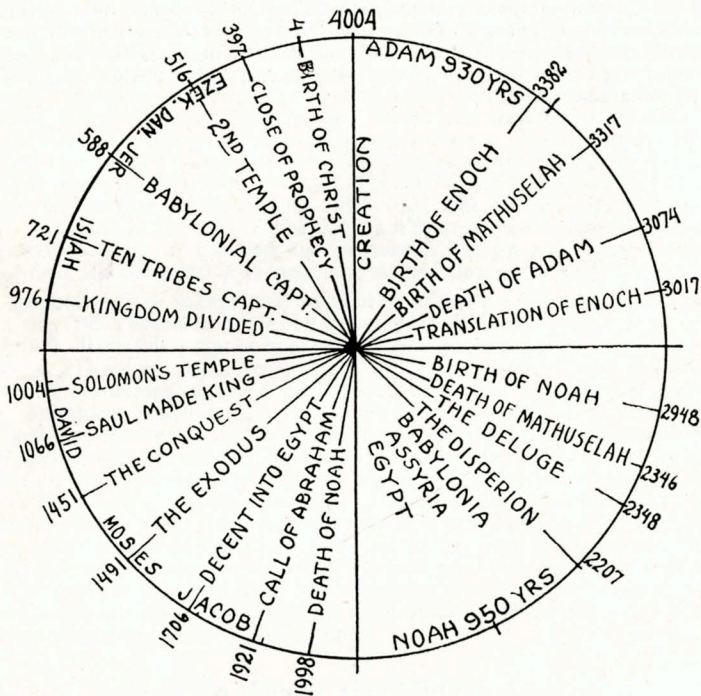 4004
CREATION
ADAM 930 YRS
3382
BIRTH OF ENOCH
3317
BIRTH OF MATHUSELAH
3074
DEATH OF ADAM
3017
TRANSLATION OF ENOCH
2948
BIRTH OF NOAH
2346
DEATH OF MATHUSELAH
2348
THE DELUGE
2207
THE DISPERION
BABYLONIA
ASSYRIA
EGYPT
NOAH 950 YRS
1998
DEATH OF NOAH
1921
CALL OF ABRAHAM
JACOB
1706
DECENT INTO EGYPT
1491
THE EXODUS
MOSES
1451
THE CONQUEST
1066
SAUL MADE KING
DAVID
1004
SOLOMON'S TEMPLE
976
KINGDOM DIVIDED
721
TEN TRIBES CAPT.
ISIAH
588
BABYLONIAL CAPT.
JER
EZEK, DAN,
516
2ND TEMPLE
397
CLOSE OF PROPHECY
4
BIRTH OF CHRIST